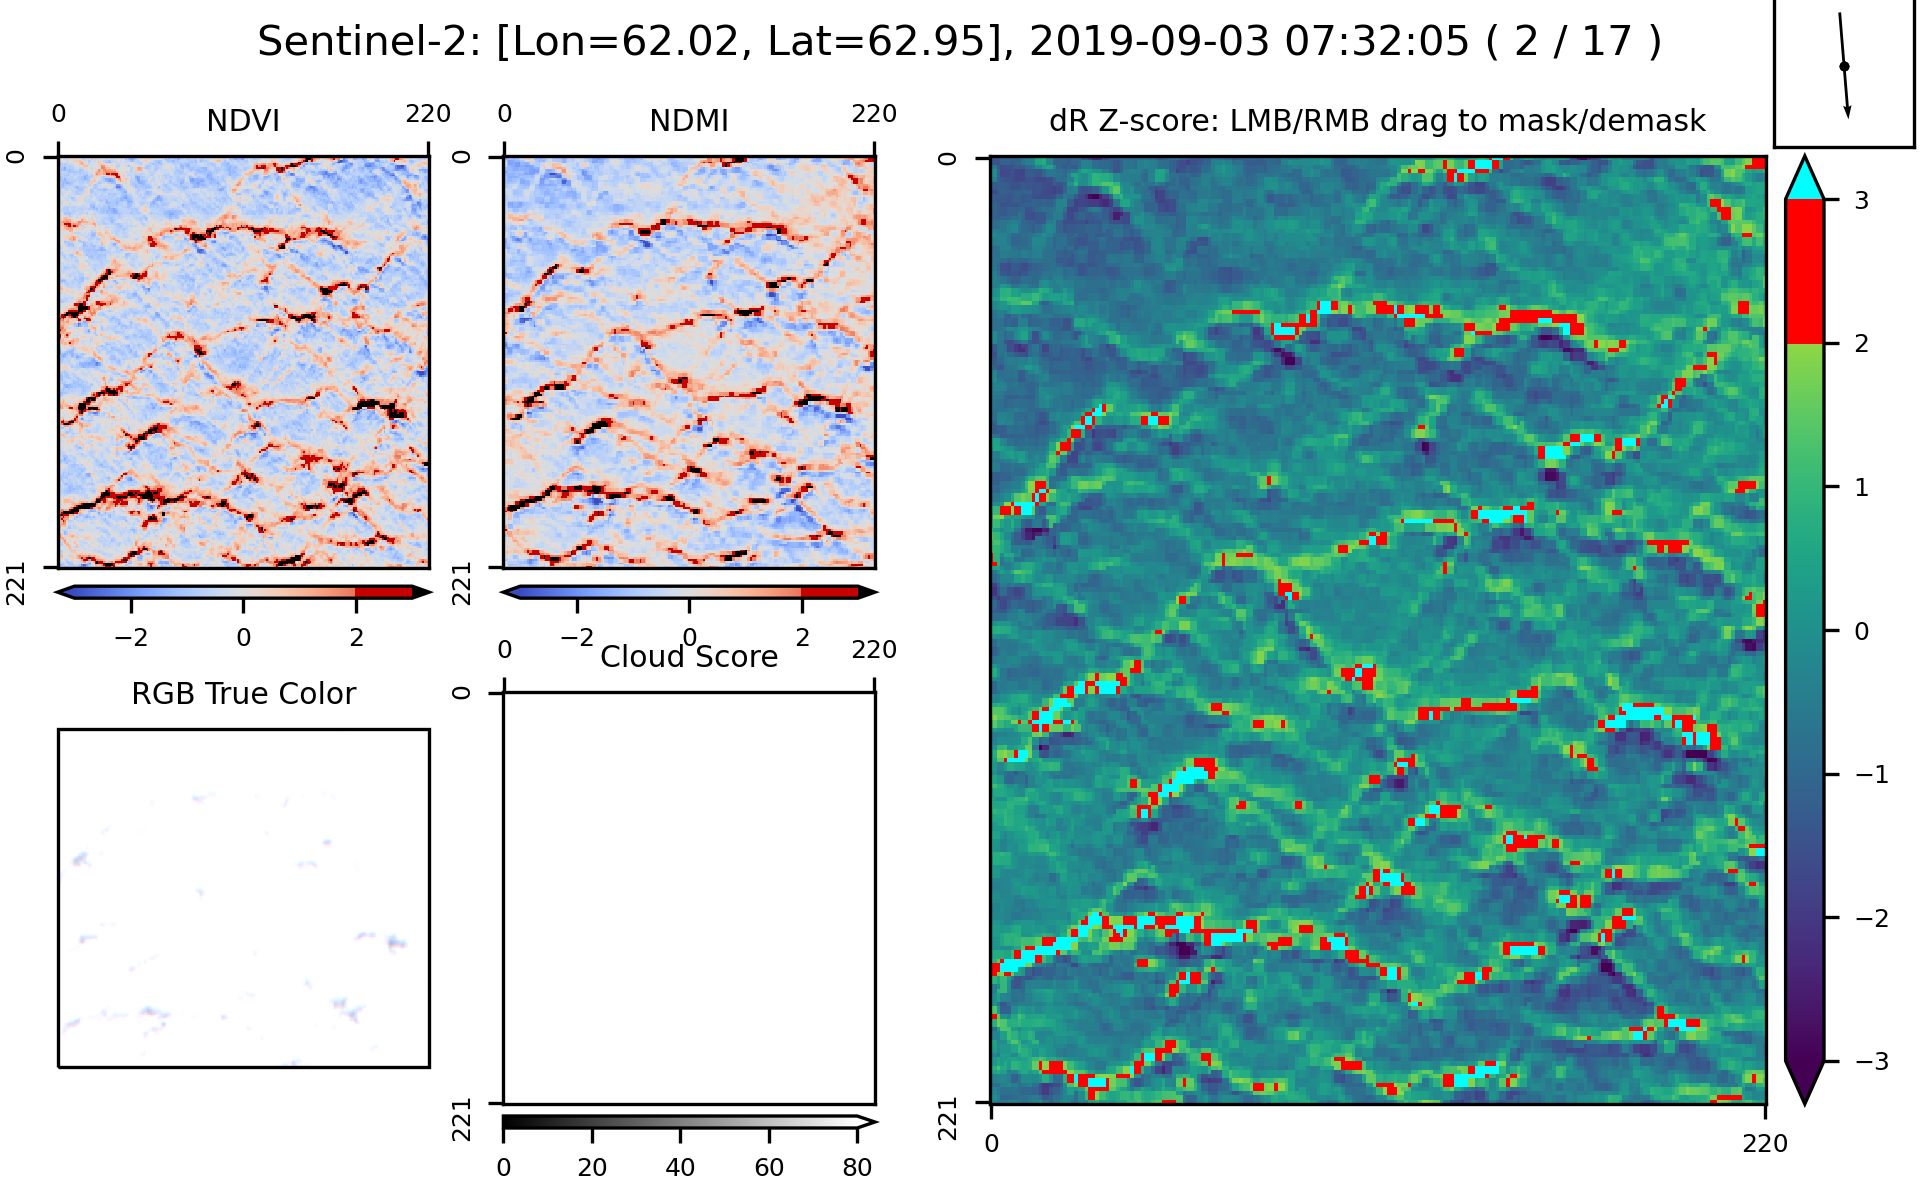 Sentinel-2: [Lon=62.02, Lat=62.95], 2019-09-03 07:32:05 ( 2 / 17 )
NDVI
0 220
0
221
−2 0 2
NDMI
0 220
0
221
−2 0 2
dR Z-score: LMB/RMB drag to mask/demask
0
221
0 220
3
2
1
0
−1
−2
−3
RGB True Color
Cloud Score
0 220
0
221
0 20 40 60 80